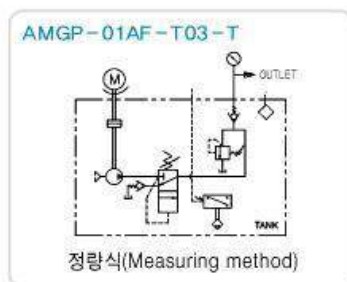 AMGP-01AF-T03-T
M
OUTLET
TANK
정량식(Measuring method)